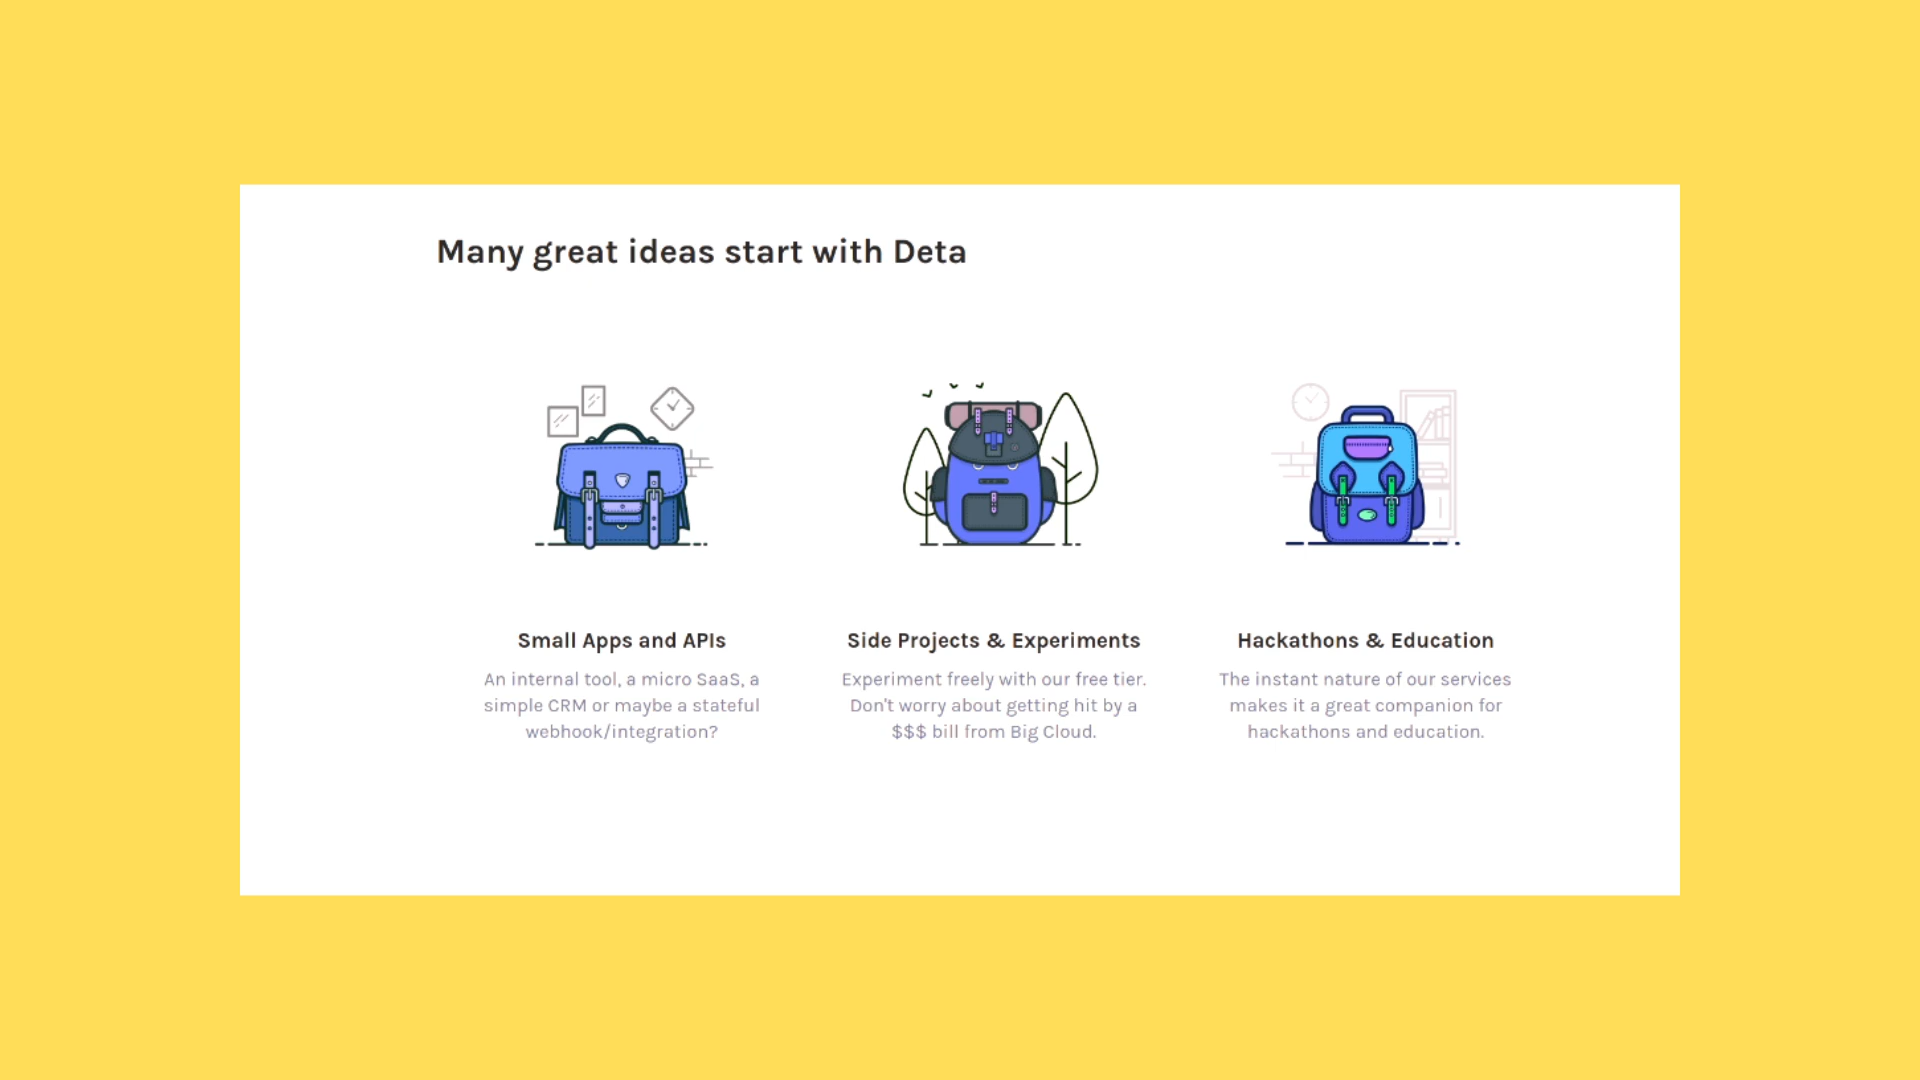 Many great ideas start with Deta
Small Apps and APIs
An internal tool, a micro SaaS, a
simple CRM or maybe a stateful
webhook/integration?
Side Projects & Experiments
Experiment freely with our free tier.
Don't worry about getting hit by a
$$$ bill from Big Cloud.
Hackathons & Education
The instant nature of our services
makes it a great companion for
hackathons and education.